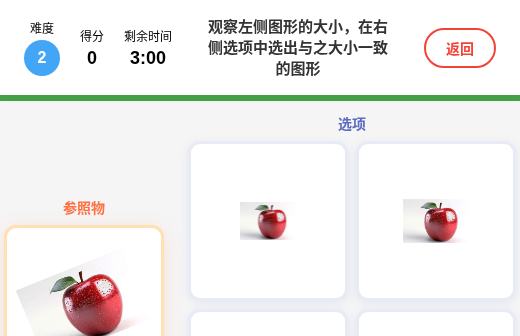 难度
2
得分
0
剩余时间
3:00
观察左侧图形的大小，在右
侧选项中选出与之大小一致
的图形
返回
选项
参照物